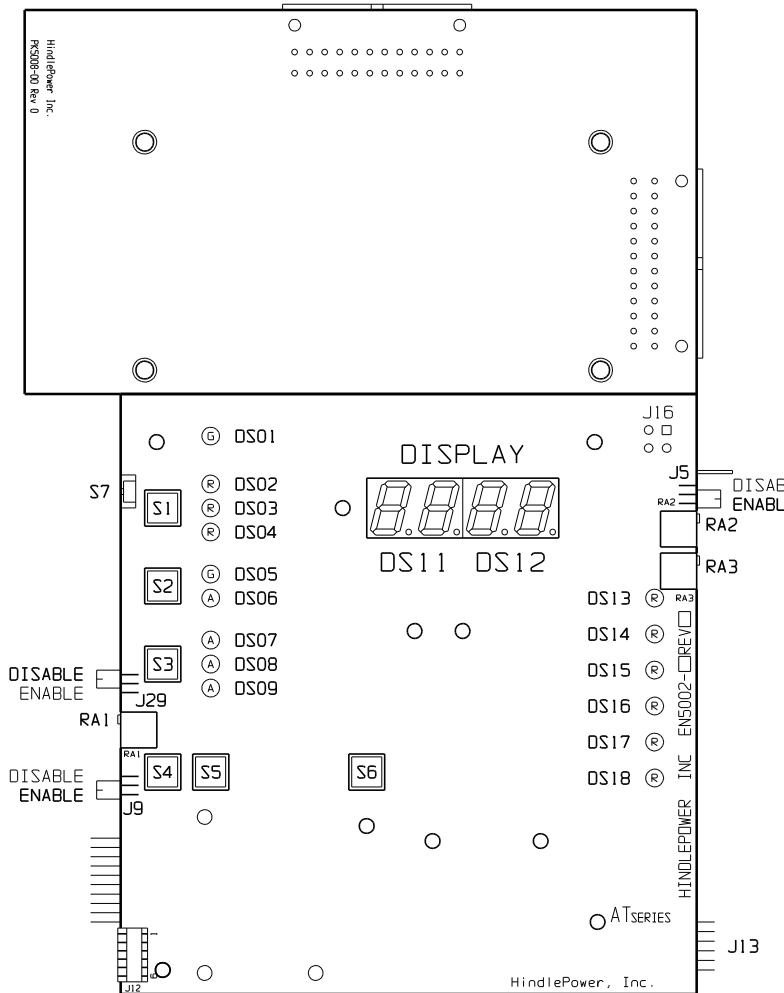 HindlePower Inc.
PK5008-00 Rev 0
J16
G DS01
DISPLAY
J5
S7
R DS02
DISAB
RA2
ENABL
S1
R DS03
RA2
R DS04
DS11 DS12
RA3
G DS05
S2
A DS06
DS13 R
RA3
DS14 R
A DS07
S3
A DS08
DISABLE
DS15 R
ENABLE
A DS09
J29
DS16 R
RA1
DS17 R
RA1
DISABLE
S4 S5 S6
DS18 R
ENABLE
J9
HINDLEPOWER INC EN5002- REV
ATSERIES
1
J13
6
J12
HindlePower, Inc.